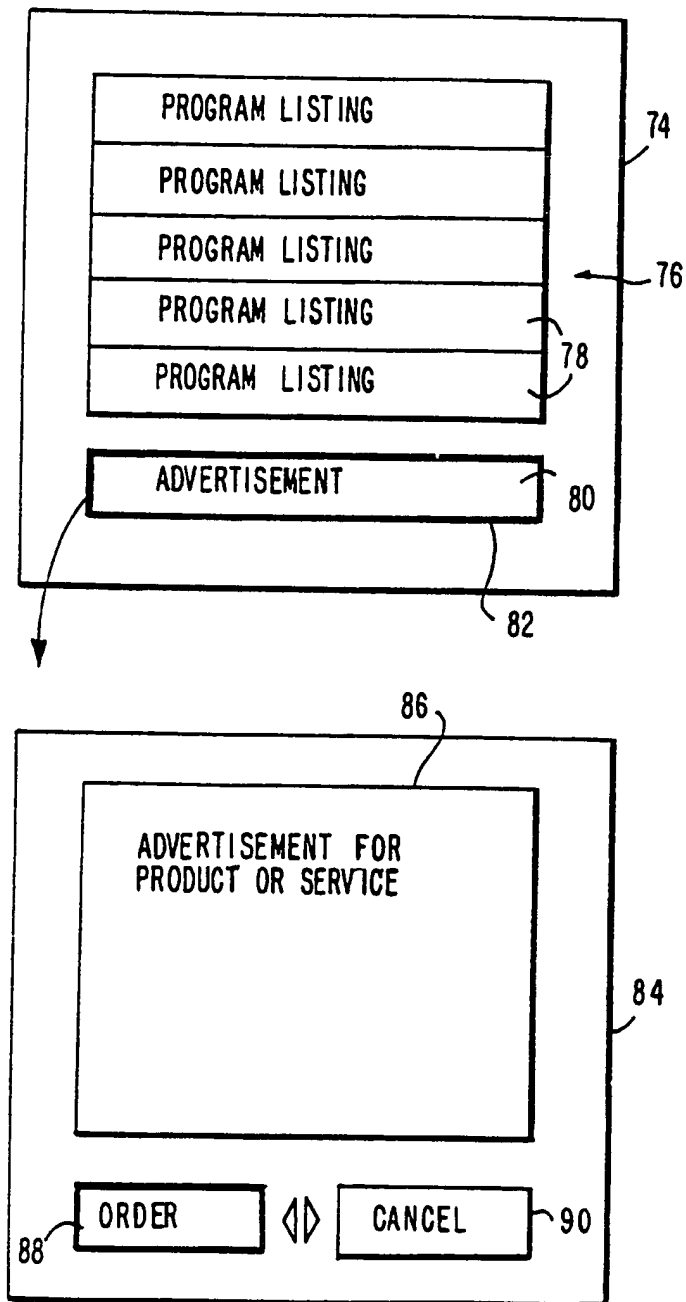 PROGRAM LISTING
74
PROGRAM LISTING
PROGRAM LISTING
76
PROGRAM LISTING
78
PROGRAM LISTING
ADVERTISEMENT
80
82
86
ADVERTISEMENT FOR
PRODUCT OR SERVICE
84
88
ORDER
CANCEL
90